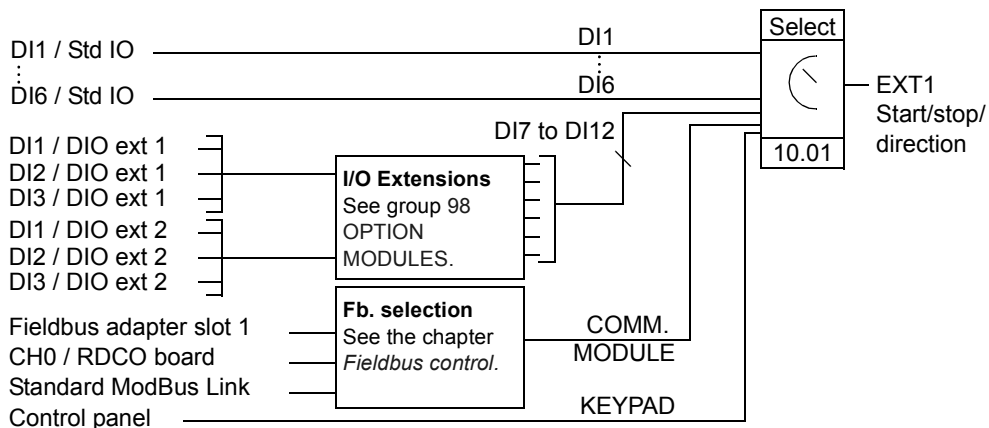 Select
DI1 / Std IO
DI1
DI6 / Std IO
DI6
EXT1
Start/stop/
direction
10.01
DI7 to DI12
DI1 / DIO ext 1
DI2 / DIO ext 1
DI3 / DIO ext 1
DI1 / DIO ext 2
DI2 / DIO ext 2
DI3 / DIO ext 2
I/O Extensions
See group 98
OPTION
MODULES.
Fb. selection
See the chapter
Fieldbus control.
Fieldbus adapter slot 1
CH0 / RDCO board
Standard ModBus Link
Control panel
COMM.
MODULE
KEYPAD